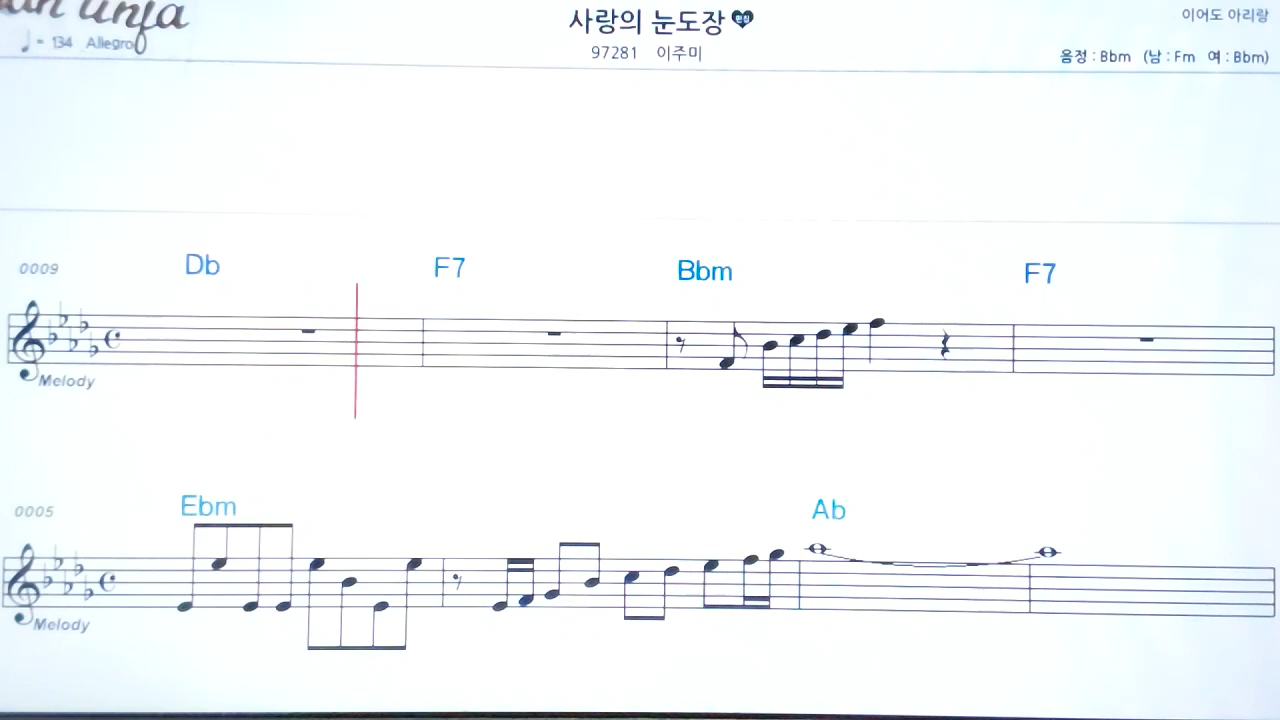 사랑의 눈도장
이어도 아리랑
♩= 134 Allegro
97281 이주미
음정 : Bbm (남 : Fm 여 : Bbm)
0009 Db F7 Bbm F7
Melody
0005 Ebm Ab
Melody